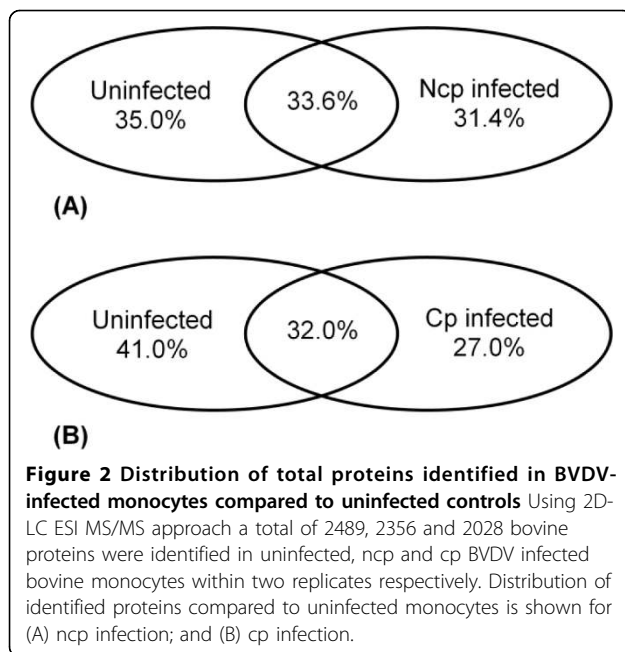 Uninfected
35.0%
33.6%
Ncp infected
31.4%
(A)
Uninfected
41.0%
32.0%
Cp infected
27.0%
(B)
Figure 2 Distribution of total proteins identified in BVDV-
infected monocytes compared to uninfected controls Using 2D-
LC ESI MS/MS approach a total of 2489, 2356 and 2028 bovine
proteins were identified in uninfected, ncp and cp BVDV infected
bovine monocytes within two replicates respectively. Distribution of
identified proteins compared to uninfected monocytes is shown for
(A) ncp infection; and (B) cp infection.